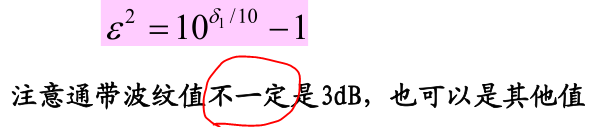 ε² = 10^{δ₁/10} − 1
注意通带波纹值不一定是3dB，也可以是其他值